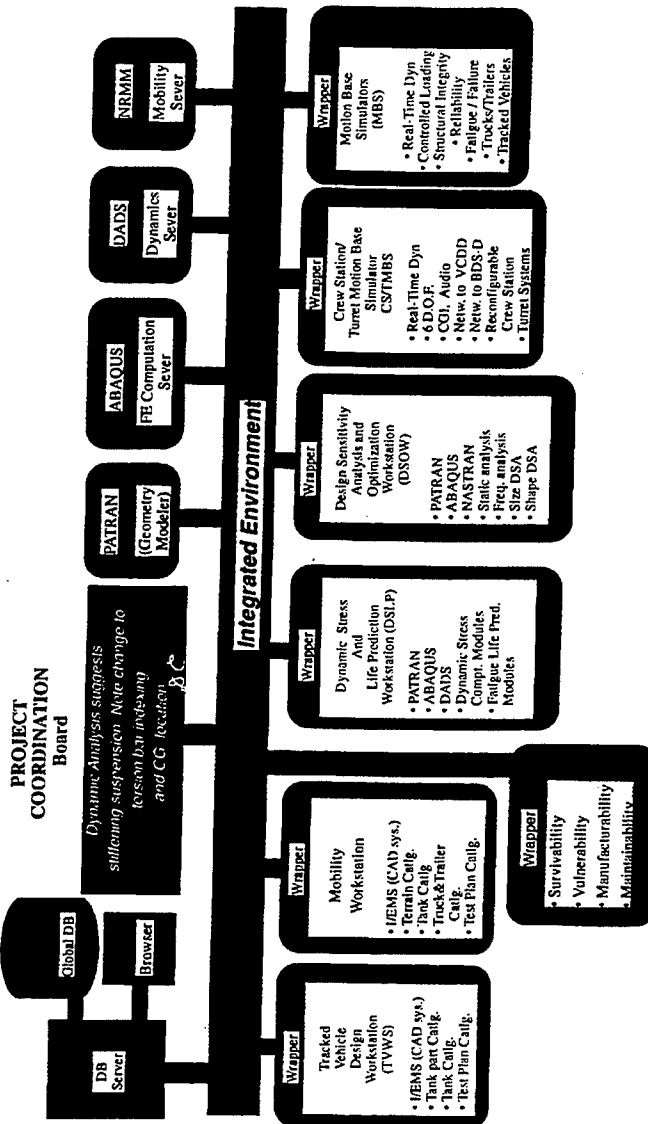 PROJECT
COORDINATION
Board
Dynamic Analysis suggests
stiffening suspension. Note change to
torsion bar indexing
and CG location
DB
Server
Global DB
Browser
PATRAN
(Geometry
Modeler)
ABAQUS
FE Computation
Sever
DADS
Dynamics
Sever
NRMM
Mobility
Sever
Integrated Environment
Wrapper
Tracked
Vehicle
Design
Workstation
(TVWS)
• I/EMS (CAD sys.)
• Tank part Catlg.
• Tank Catlg.
• Test Plan Catlg.
Wrapper
Mobility
Workstation
• I/EMS (CAD sys.)
• Terrain Catlg.
• Tank Catlg
• Truck&Trailer
Catlg.
• Test Plan Catlg.
Wrapper
• Survivability
• Vulnerability
• Manufacturability
• Maintainability
Wrapper
Dynamic Stress
And
Life Prediction
Workstation (DSLP)
• PATRAN
• ABAQUS
• DADS
• Dynamic Stress
Compt. Modules
• Fatigue Life Pred.
Modules
Wrapper
Design Sensitivity
Analysis and
Optimization
Workstation
(DSOW)
• PATRAN
• ABAQUS
• NASTRAN
• Static analysis
• Freq. analysis
• Size DSA
• Shape DSA
Wrapper
Crew Station/
Turret Motion Base
Simulator
CS/TMBS
• Real-Time Dyn
• 6 D.O.F.
• CGI, Audio
• Netw. to VCDD
• Netw. to BDS-D
• Reconfigurable
Crew Station
• Turret Systems
Wrapper
Motion Base
Simulators
(MBS)
• Real-Time Dyn
• Controlled Loading
• Structural Integrity
• Reliability
• Fatigue / Failure
• Trucks/Trailers
• Tracked Vehicles